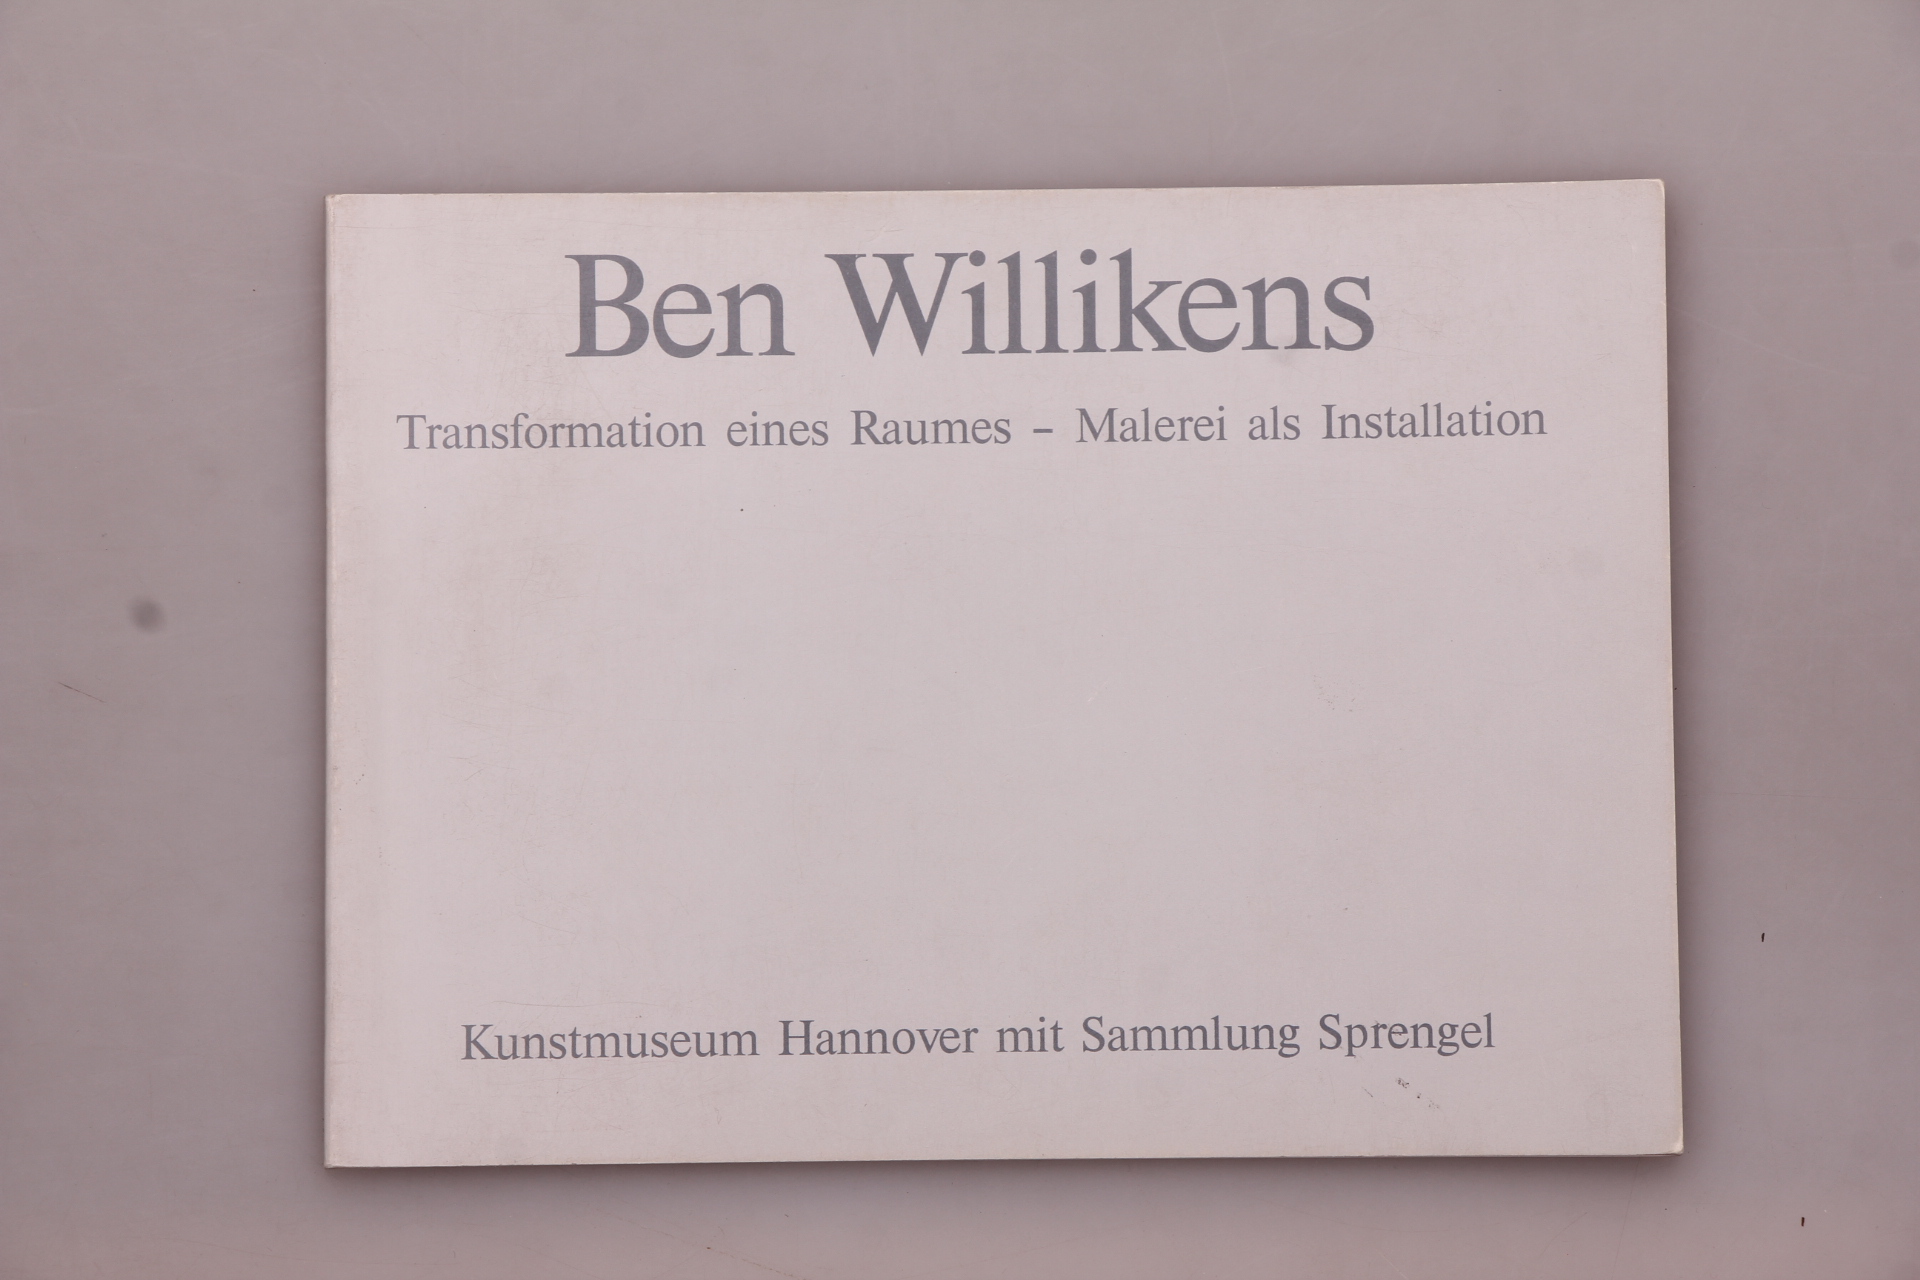 Ben Willikens
Transformation eines Raumes – Malerei als Installation
Kunstmuseum Hannover mit Sammlung Sprengel